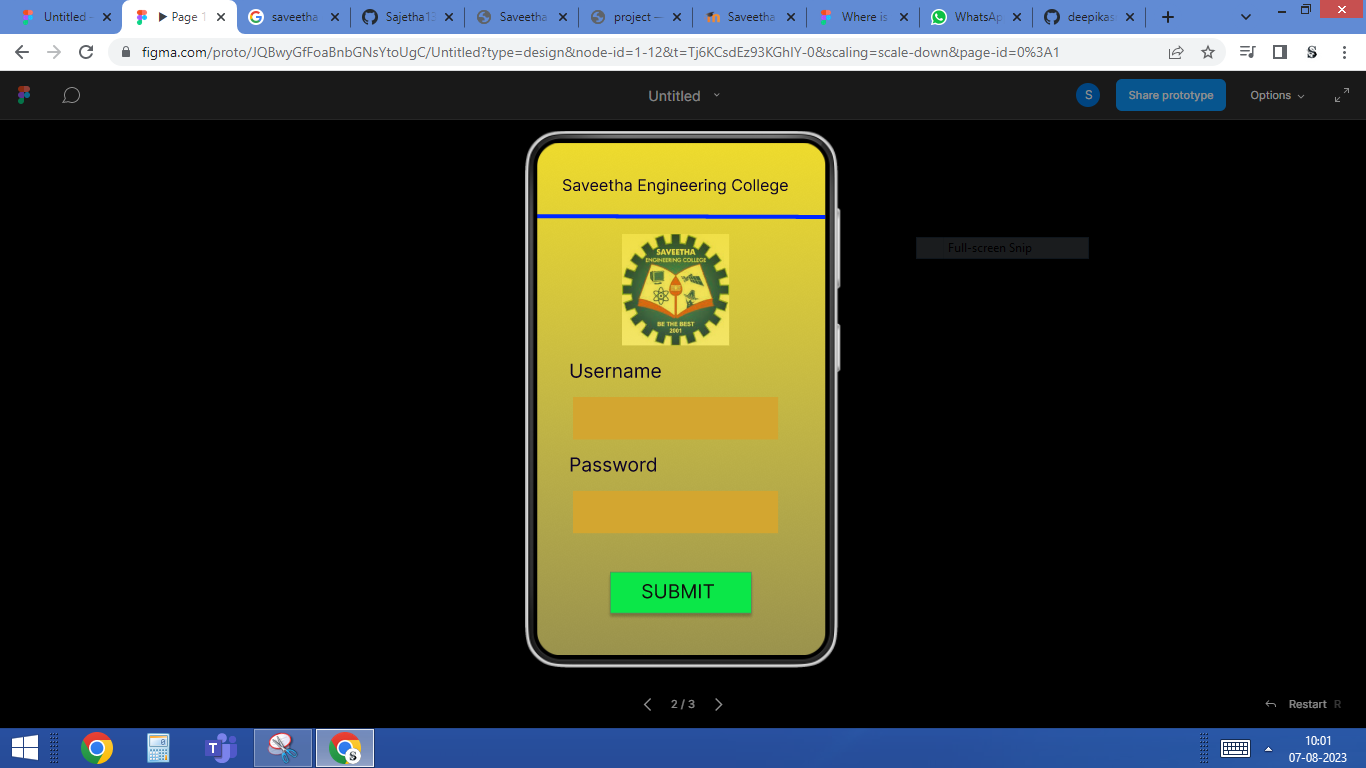 Untitled
Page 1
saveetha
Sajetha13
Saveetha
project —
Saveetha
Where is
WhatsAp
deepikas
figma.com/proto/JQBwyGfFoaBnbGNsYtoUgC/Untitled?type=design&node-id=1-12&t=Tj6KCsdEz93KGhlY-0&scaling=scale-down&page-id=0%3A1
S
Untitled
S
Share prototype
Options
Saveetha Engineering College
Full-screen Snip
SAVEETHA
ENGINEERING COLLEGE
BE THE BEST
2001
Username
Password
SUBMIT
2 / 3
Restart R
T
S
10:01
07-08-2023